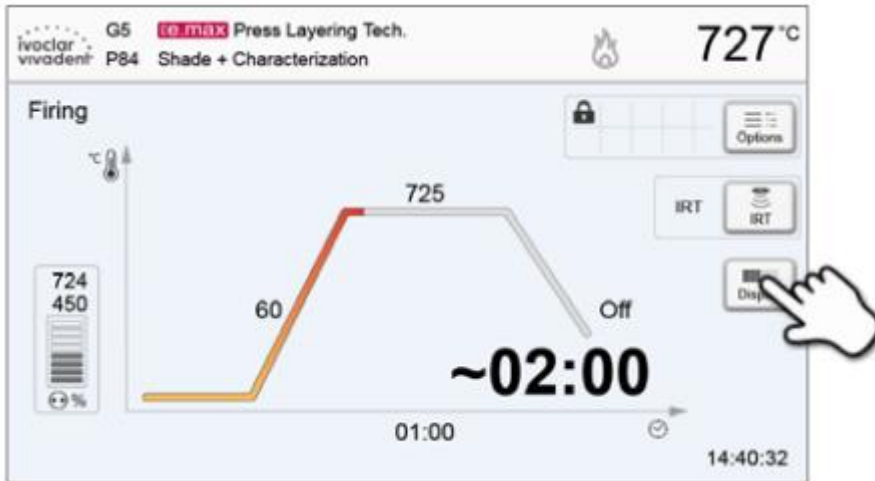 ivoclar vivadent
G5 IPS e.max Press Layering Tech.
P84 Shade + Characterization
727 °C
Firing
Options
°C
725
IRT
IRT
724
450
60
Off
~02:00
%
01:00
14:40:32